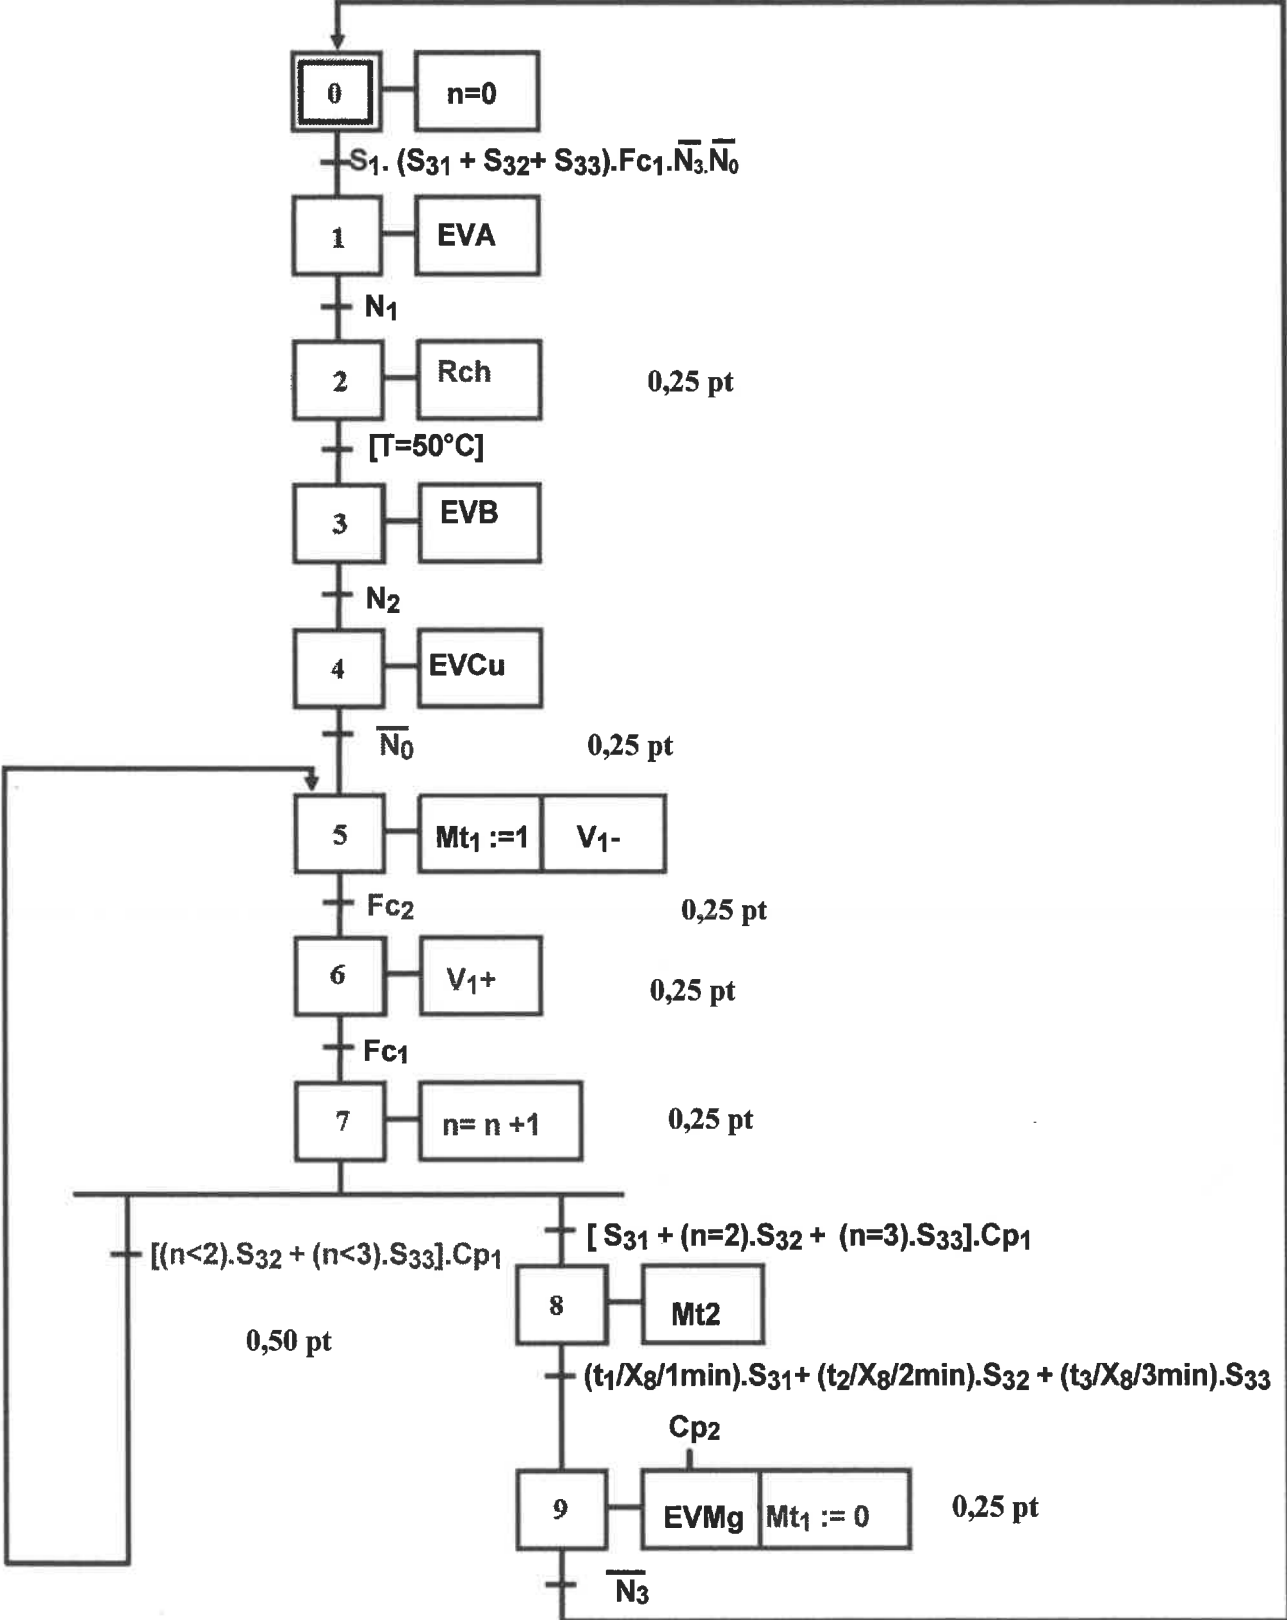 0 n=0
S₁. (S₃₁ + S₃₂+ S₃₃).Fc₁.N̅₃.N̅₀
1 EVA
N₁
2 Rch 0,25 pt
[T=50°C]
3 EVB
N₂
4 EVCu
N̅₀ 0,25 pt
5 Mt₁ :=1 V₁-
Fc₂ 0,25 pt
6 V₁+ 0,25 pt
Fc₁
7 n= n +1 0,25 pt
[ S₃₁ + (n=2).S₃₂ + (n=3).S₃₃].Cp₁
[(n<2).S₃₂ + (n<3).S₃₃].Cp₁
8 Mt2
0,50 pt
(t₁/X₈/1min).S₃₁+ (t₂/X₈/2min).S₃₂ + (t₃/X₈/3min).S₃₃
Cp₂
9 EVMg Mt₁ := 0 0,25 pt
N̅₃